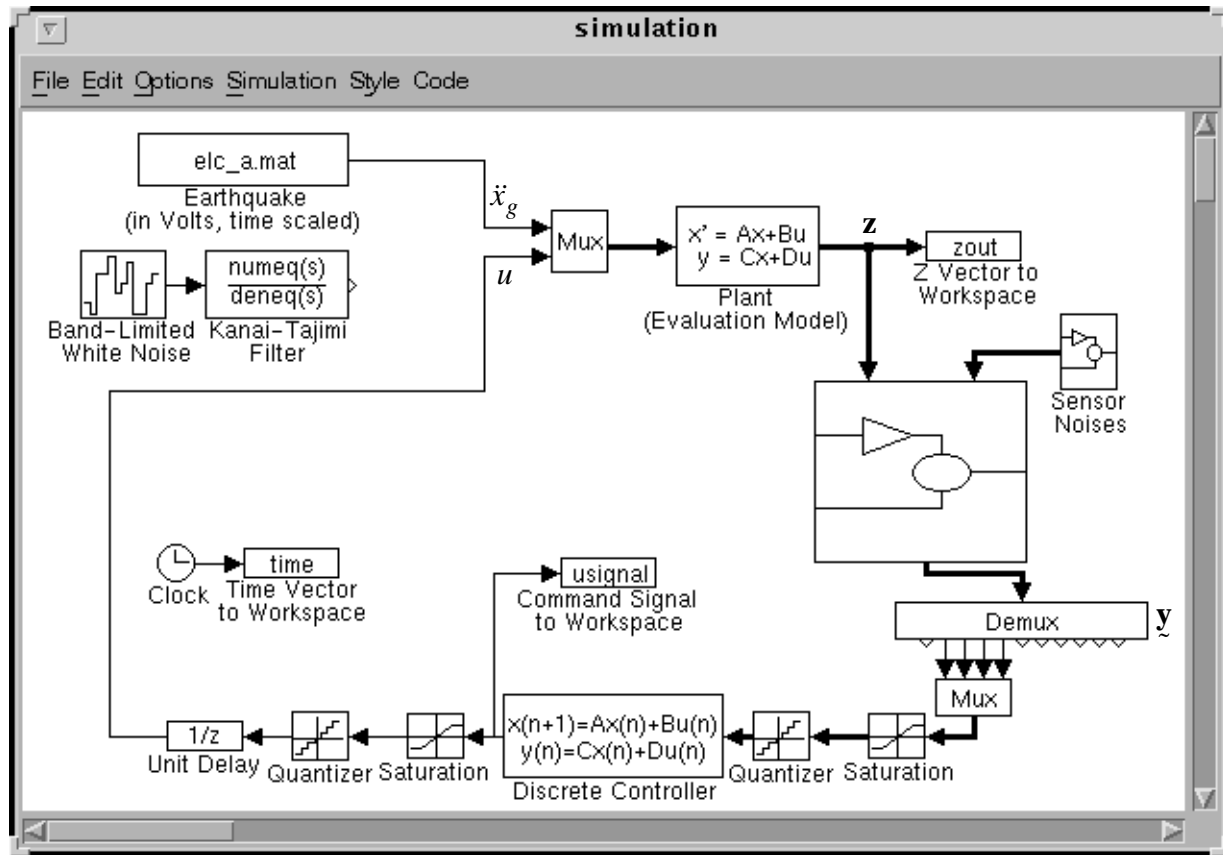 simulation
File Edit Options Simulation Style Code
elc_a.mat
Earthquake
(in Volts, time scaled)
ẍ_g
u
Mux
x' = Ax+Bu
y = Cx+Du
Plant
(Evaluation Model)
z
zout
Z Vector to
Workspace
numeq(s)
deneq(s)
Band-Limited
White Noise
Kanai-Tajimi
Filter
Sensor
Noises
Clock
time
Time Vector
to Workspace
usignal
Command Signal
to Workspace
Demux
y
~
Mux
1/z
Unit Delay
Quantizer
Saturation
x(n+1)=Ax(n)+Bu(n)
y(n)=Cx(n)+Du(n)
Discrete Controller
Quantizer
Saturation